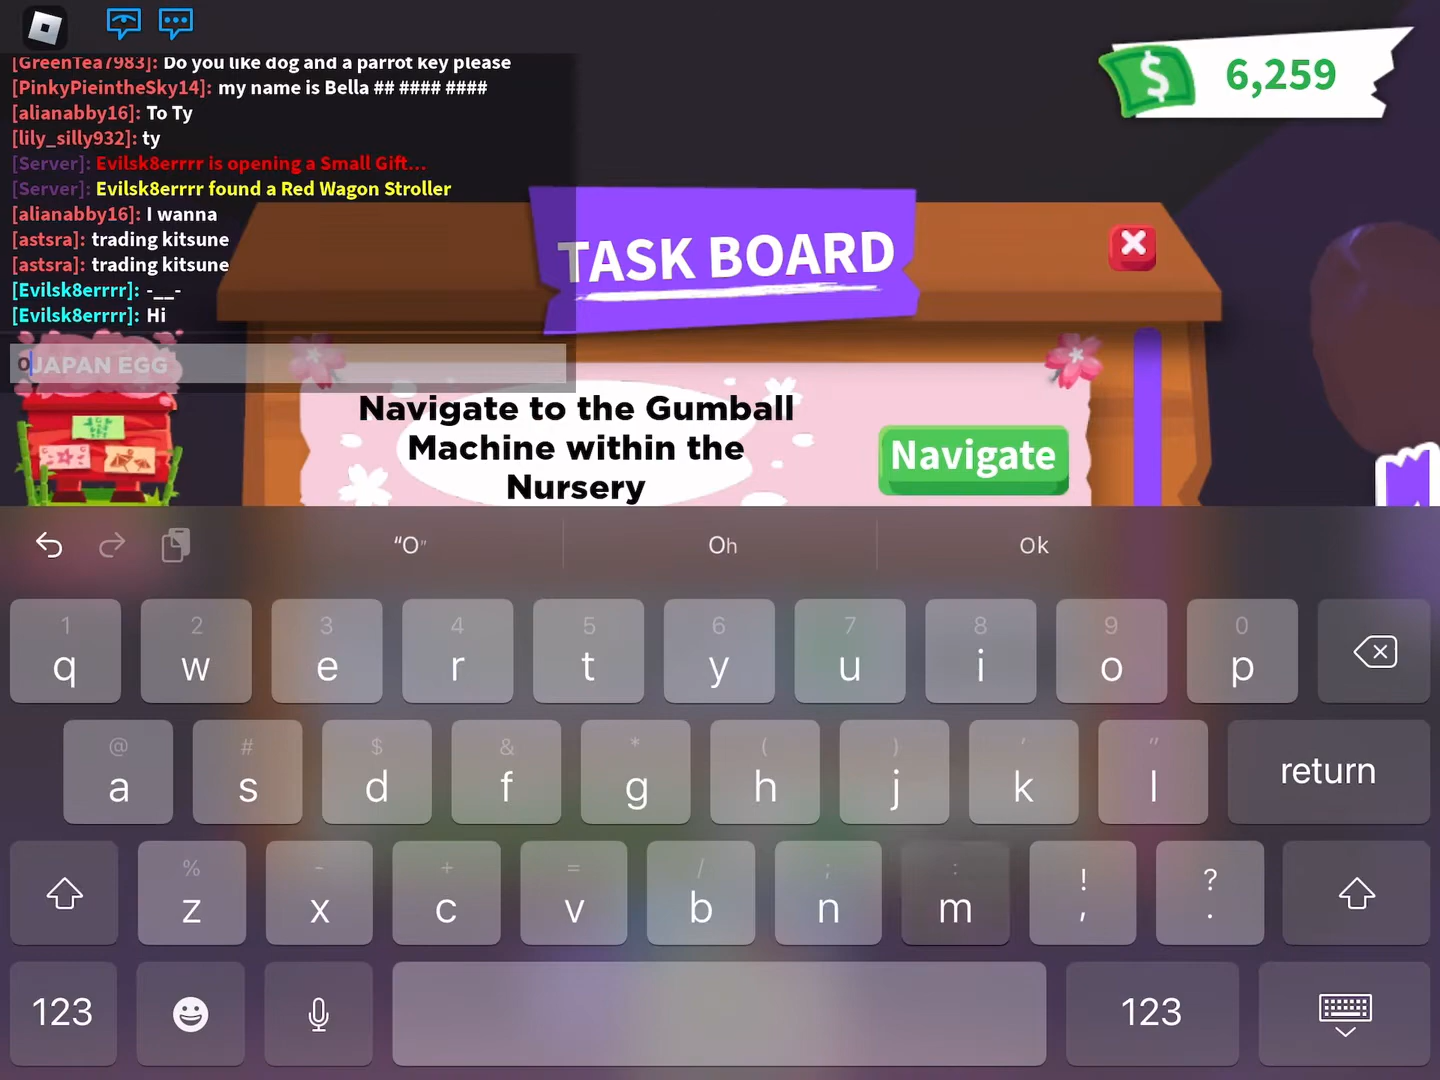 [GreenTea7983]: Do you like dog and a parrot key please
[PinkyPieintheSky14]: my name is Bella ## #### ####
[alianabby16]: To Ty
[lily_silly932]: ty
[Server]: Evilsk8errrr is opening a Small Gift...
[Server]: Evilsk8errrr found a Red Wagon Stroller
[alianabby16]: I wanna
[astsra]: trading kitsune
[astsra]: trading kitsune
[Evilsk8errrr]: -__-
[Evilsk8errrr]: Hi
o
JAPAN EGG
$ 6,259
TASK BOARD
Navigate to the Gumball
Machine within the
Nursery
Navigate
“O” Oh Ok
1 2 3 4 5 6 7 8 9 0
q w e r t y u i o p
@ # $ & * ( ) ' "
a s d f g h j k l return
% - + = / ; : ! ?
z x c v b n m , .
123 123